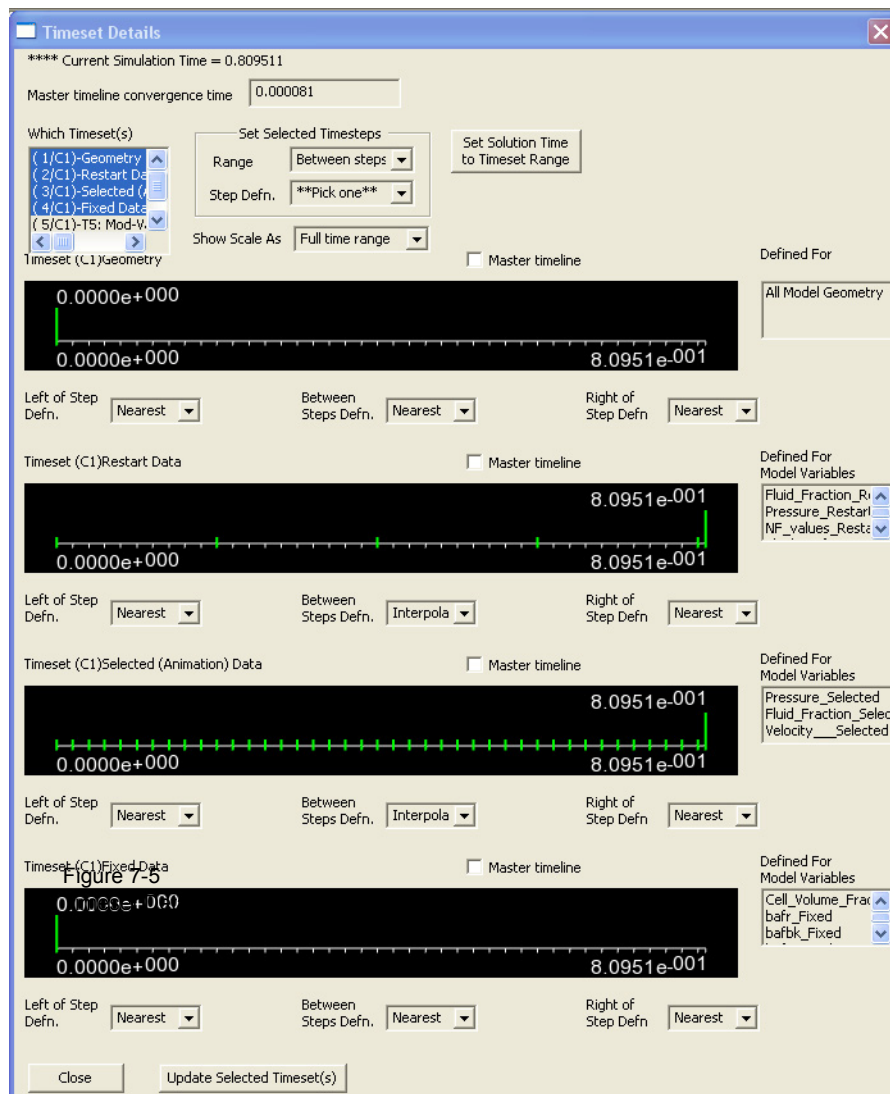 Timeset Details
**** Current Simulation Time = 0.809511
Master timeline convergence time 0.000081
Which Timeset(s)
( 1/C1)-Geometry
( 2/C1)-Restart Da
( 3/C1)-Selected (
( 4/C1)-Fixed Data
( 5/C1)-T5: Mod-V
Set Selected Timesteps
Range Between steps
Step Defn. **Pick one**
Show Scale As Full time range
Set Solution Time
to Timeset Range
Timeset (C1)Geometry
Master timeline
Defined For
All Model Geometry
0.0000e+000
0.0000e+000 8.0951e-001
Left of Step
Defn. Nearest
Between
Steps Defn. Nearest
Right of
Step Defn Nearest
Timeset (C1)Restart Data
Master timeline
Defined For
Model Variables
Fluid_Fraction_R
Pressure_Restart
NF_values_Resta
8.0951e-001
0.0000e+000 8.0951e-001
Left of Step
Defn. Nearest
Between
Steps Defn. Interpola
Right of
Step Defn Nearest
Timeset (C1)Selected (Animation) Data
Master timeline
Defined For
Model Variables
Pressure_Selected
Fluid_Fraction_Selec
Velocity___Selected
8.0951e-001
0.0000e+000 8.0951e-001
Left of Step
Defn. Nearest
Between
Steps Defn. Interpola
Right of
Step Defn Nearest
Timeset (C1)Fixed Data
Figure 7-5
Master timeline
Defined For
Model Variables
Cell_Volume_Frac
bafr_Fixed
bafbk_Fixed
0.0000e+000
0.0000e+000 8.0951e-001
Left of Step
Defn. Nearest
Between
Steps Defn. Nearest
Right of
Step Defn Nearest
Close
Update Selected Timeset(s)